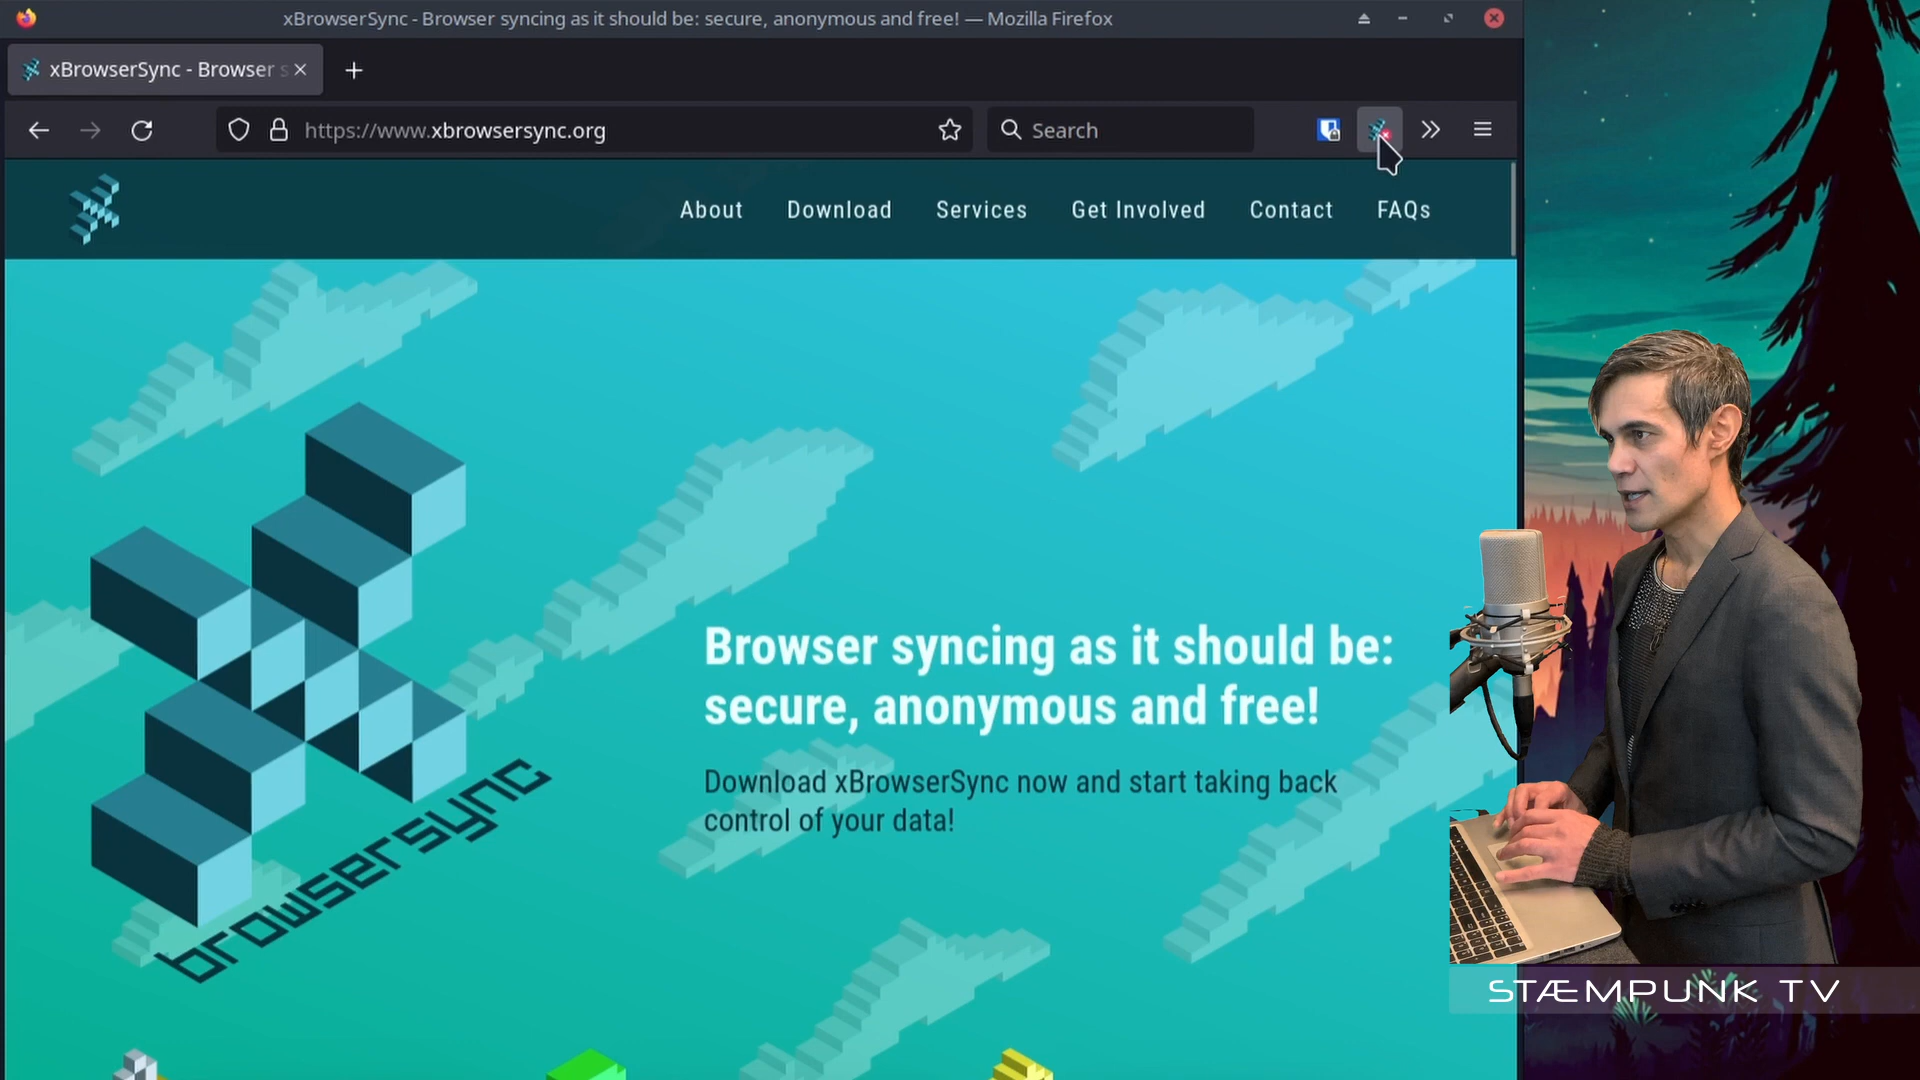 xBrowserSync - Browser syncing as it should be: secure, anonymous and free! — Mozilla Firefox
xBrowserSync - Browser s
https://www.xbrowsersync.org
Search
About Download Services Get Involved Contact FAQs
Browser syncing as it should be:
secure, anonymous and free!
Download xBrowserSync now and start taking back
control of your data!
browsersync
STÆMPUNK TV